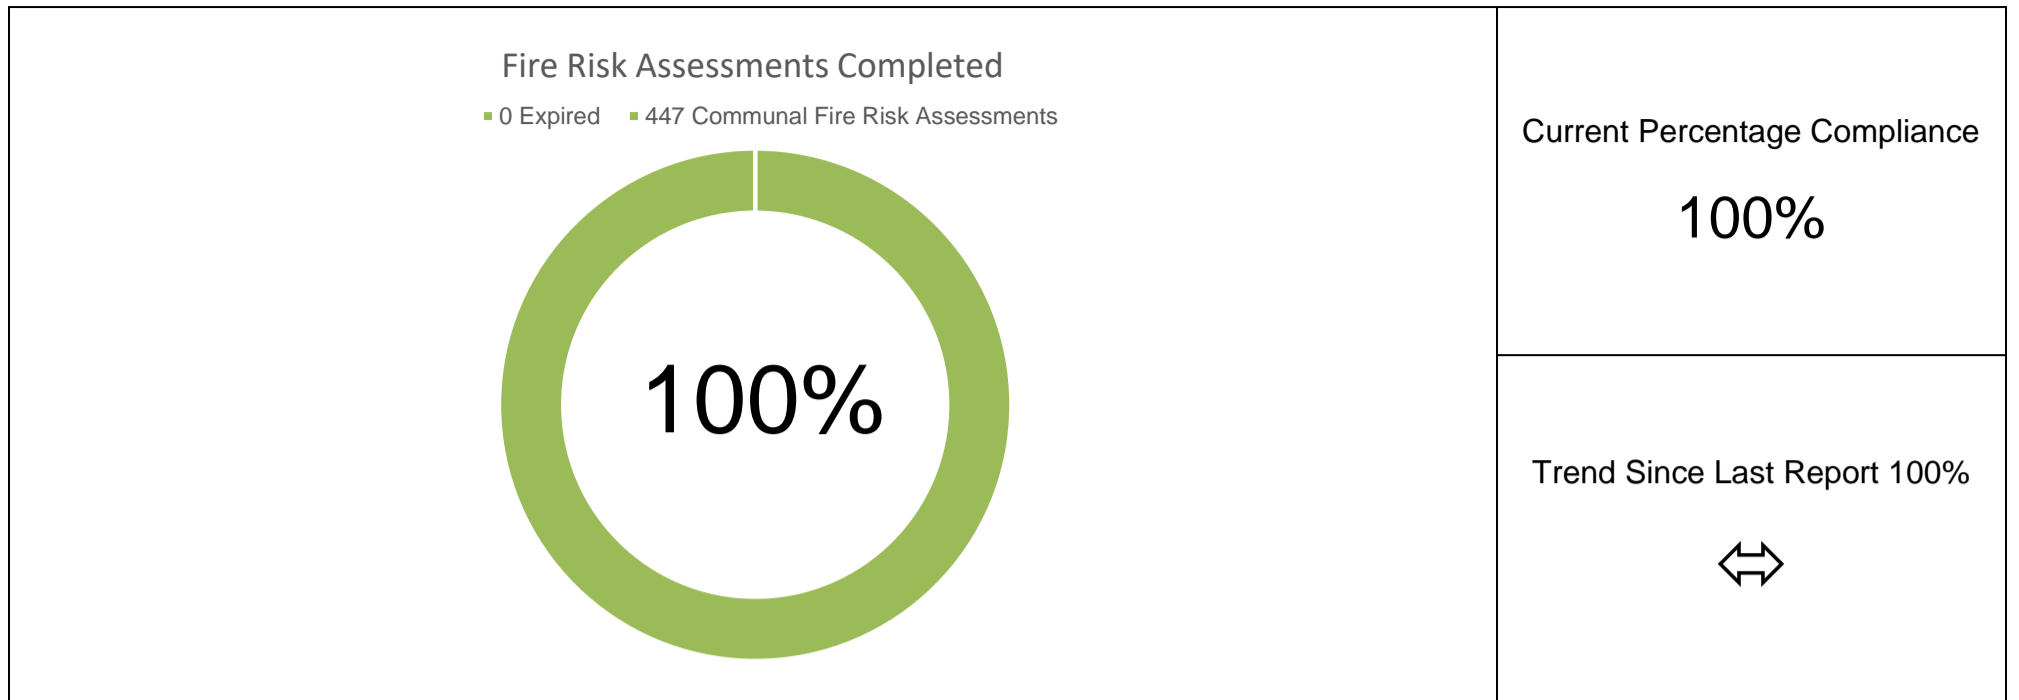 Fire Risk Assessments Completed
0 Expired 447 Communal Fire Risk Assessments
100%
Current Percentage Compliance
100%
Trend Since Last Report 100%